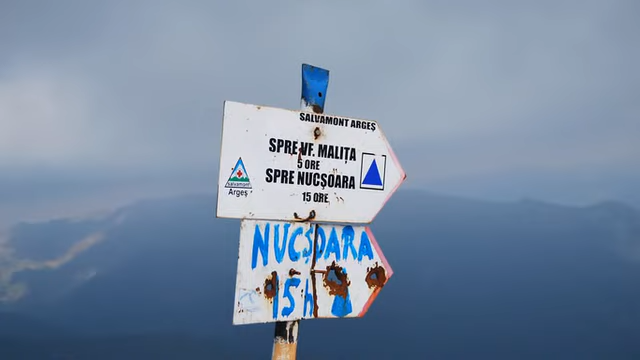 SALVAMONT ARGEȘ
SPRE VF. MALIȚA
5 ORE
SPRE NUCȘOARA
15 ORE
salvamont
Argeș
NUCȘOARA
15h